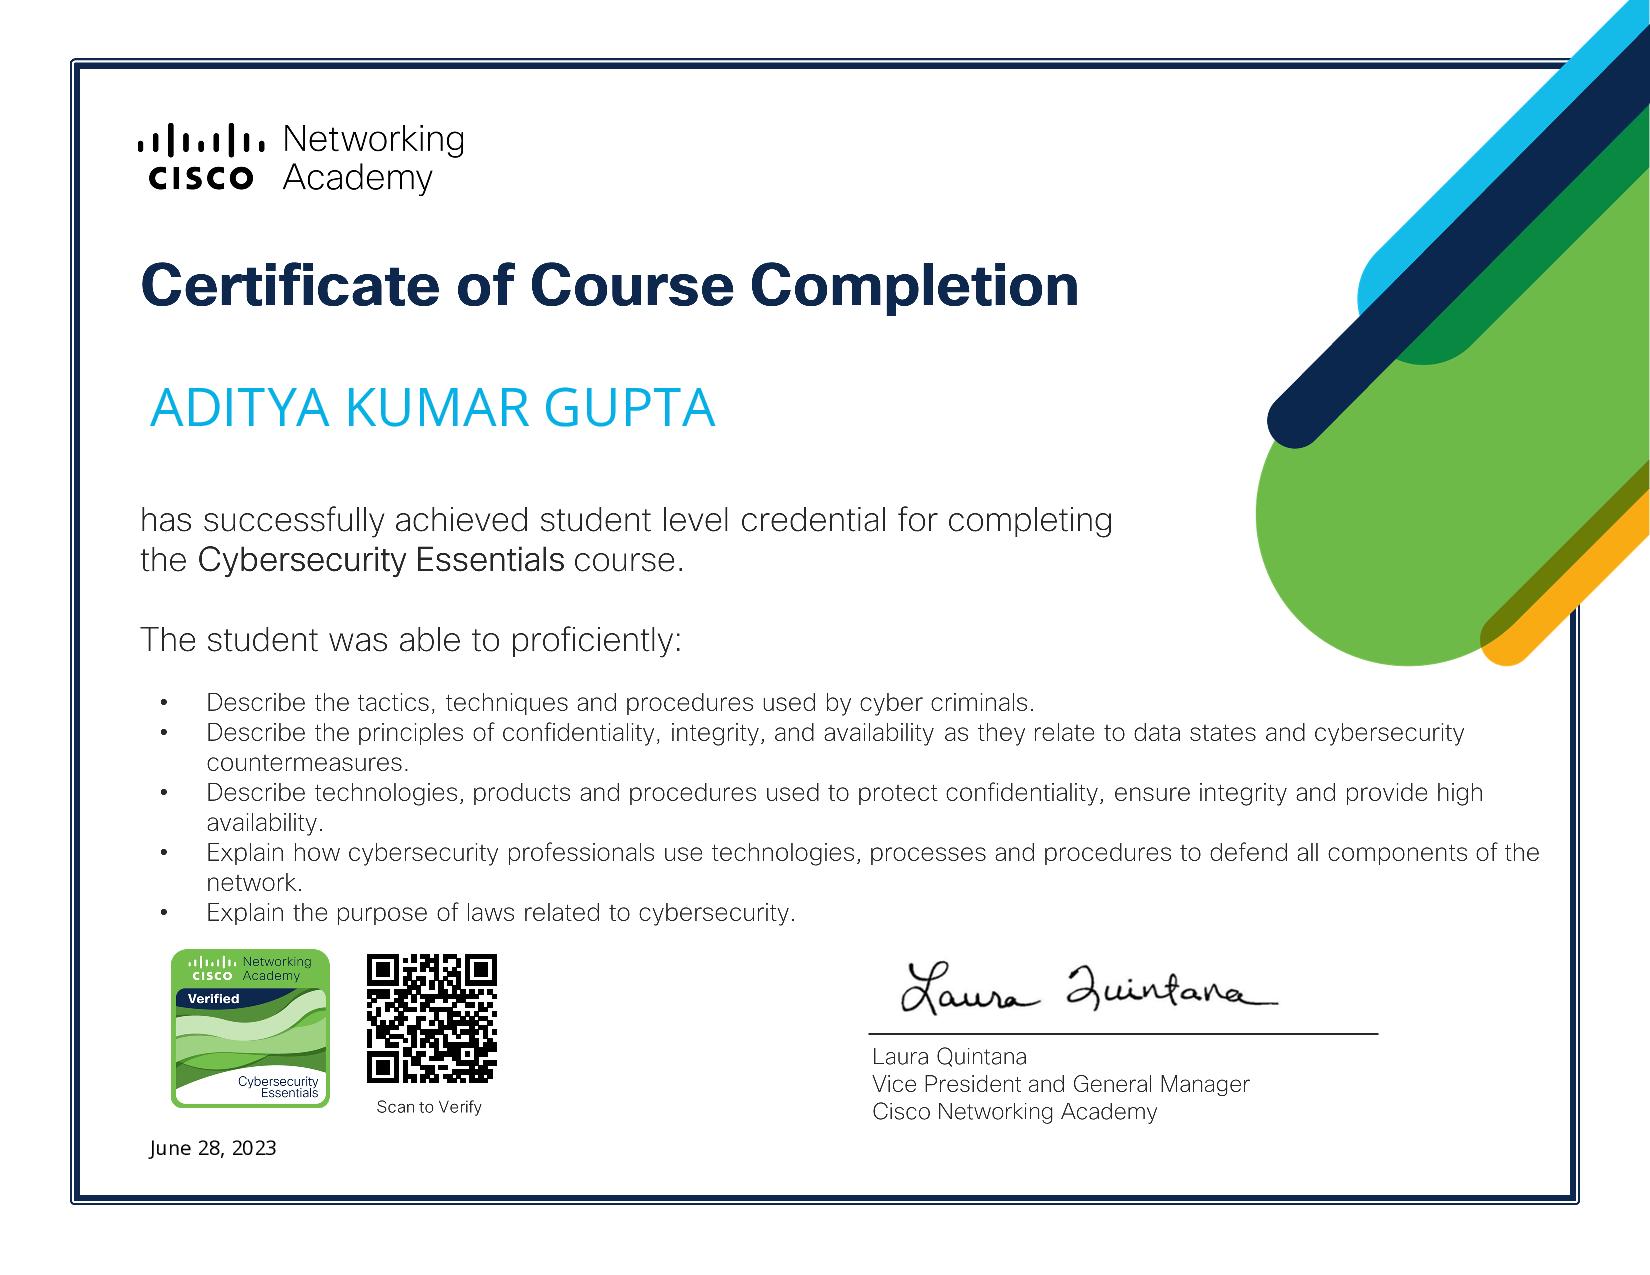 CISCO
Networking
Academy
Certificate of Course Completion
ADITYA KUMAR GUPTA
has successfully achieved student level credential for completing
the Cybersecurity Essentials course.
The student was able to proficiently:
• Describe the tactics, techniques and procedures used by cyber criminals.
• Describe the principles of confidentiality, integrity, and availability as they relate to data states and cybersecurity
countermeasures.
• Describe technologies, products and procedures used to protect confidentiality, ensure integrity and provide high
availability.
• Explain how cybersecurity professionals use technologies, processes and procedures to defend all components of the
network.
• Explain the purpose of laws related to cybersecurity.
CISCO
Networking
Academy
Verified
Cybersecurity
Essentials
Scan to Verify
June 28, 2023
Laura Quintana
Laura Quintana
Vice President and General Manager
Cisco Networking Academy